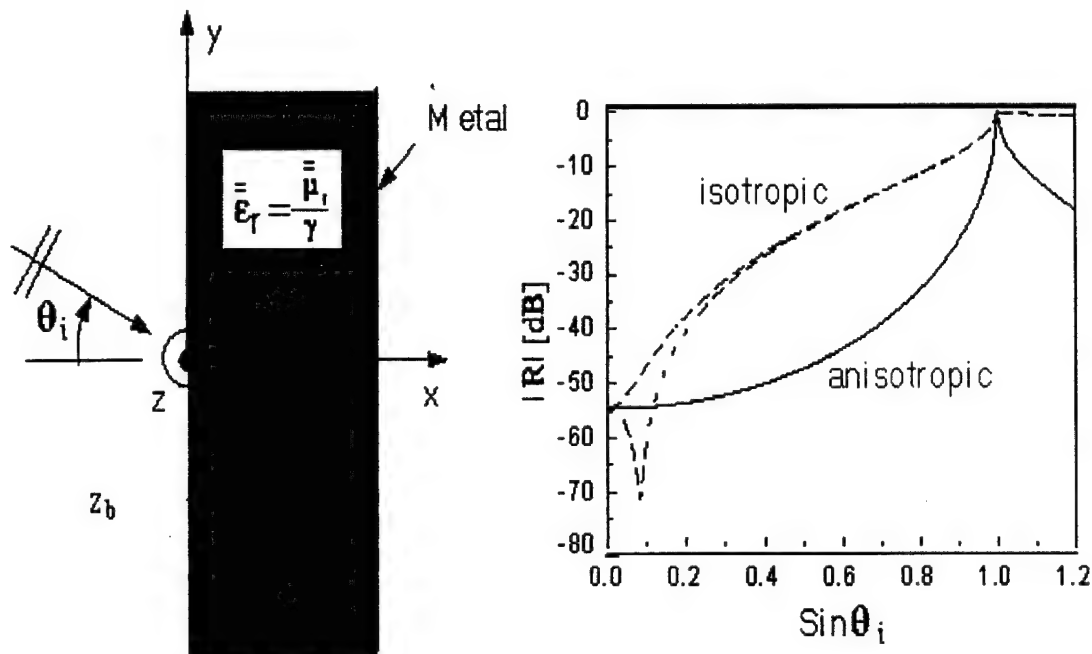 y
Metal
ε̿r = μ̿r / γ
θi
z
x
zb
|R| [dB]
0
-10
-20
-30
-40
-50
-60
-70
-80
isotropic
anisotropic
0.0 0.2 0.4 0.6 0.8 1.0 1.2
Sinθi